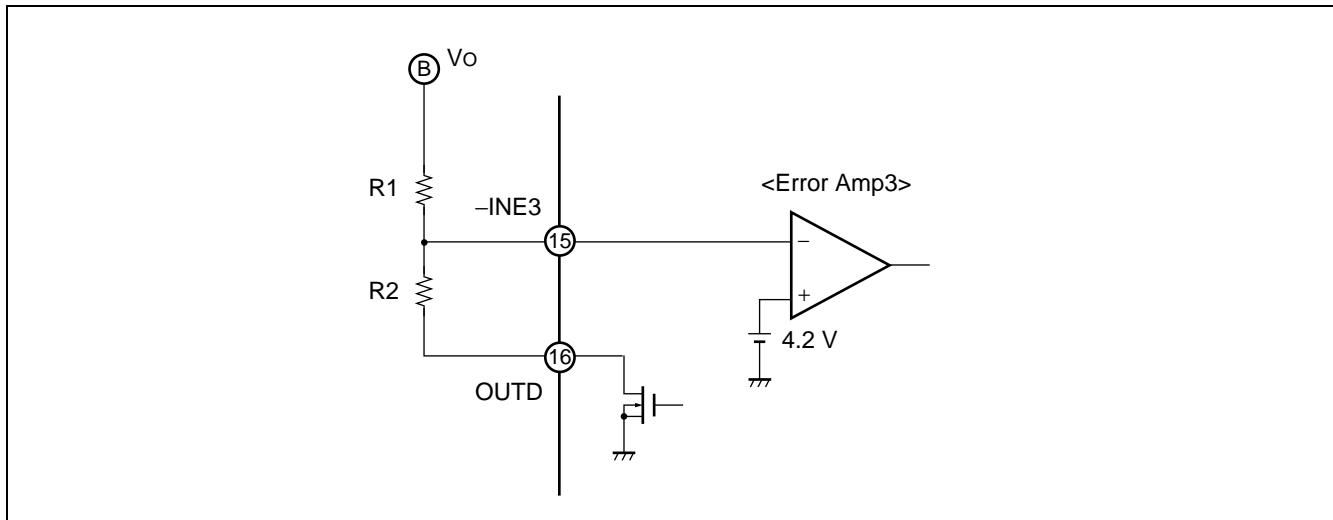 B
VO
R1
<Error Amp3>
–INE3
15
–
R2
+
4.2 V
16
OUTD